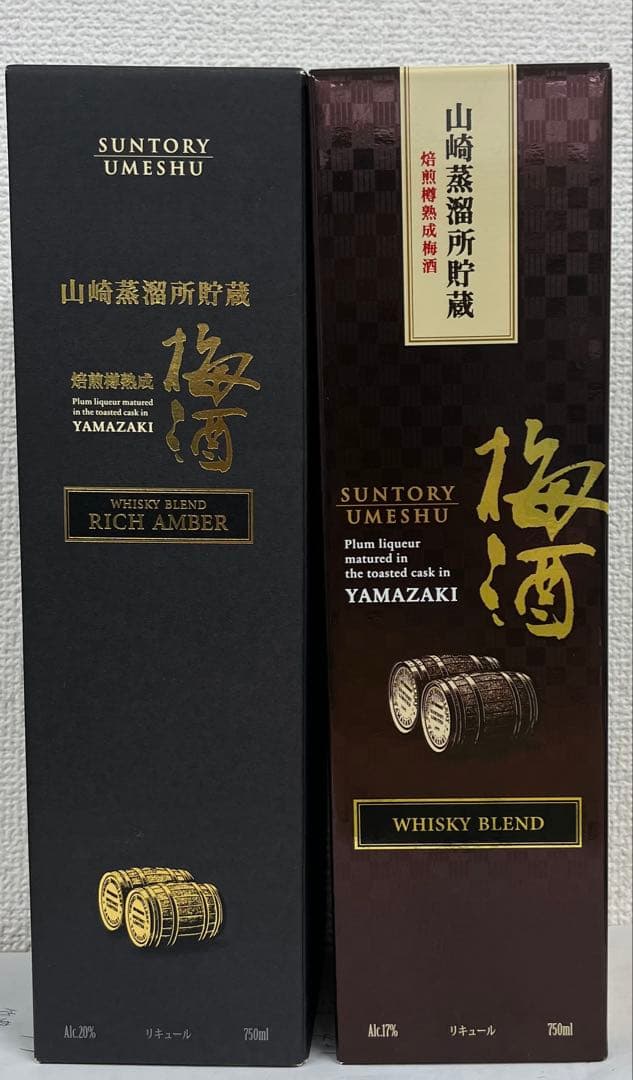 SUNTORY
UMESHU
山崎蒸溜所貯蔵
焙煎樽熟成
梅酒
Plum liqueur matured
in the toasted cask in
YAMAZAKI
WHISKY BLEND
RICH AMBER
Alc.20%
リキュール
750ml
山崎蒸溜所貯蔵
焙煎樽熟成梅酒
SUNTORY
UMESHU
梅酒
Plum liqueur
matured in
the toasted cask in
YAMAZAKI
WHISKY BLEND
Alc.17%
リキュール
750ml